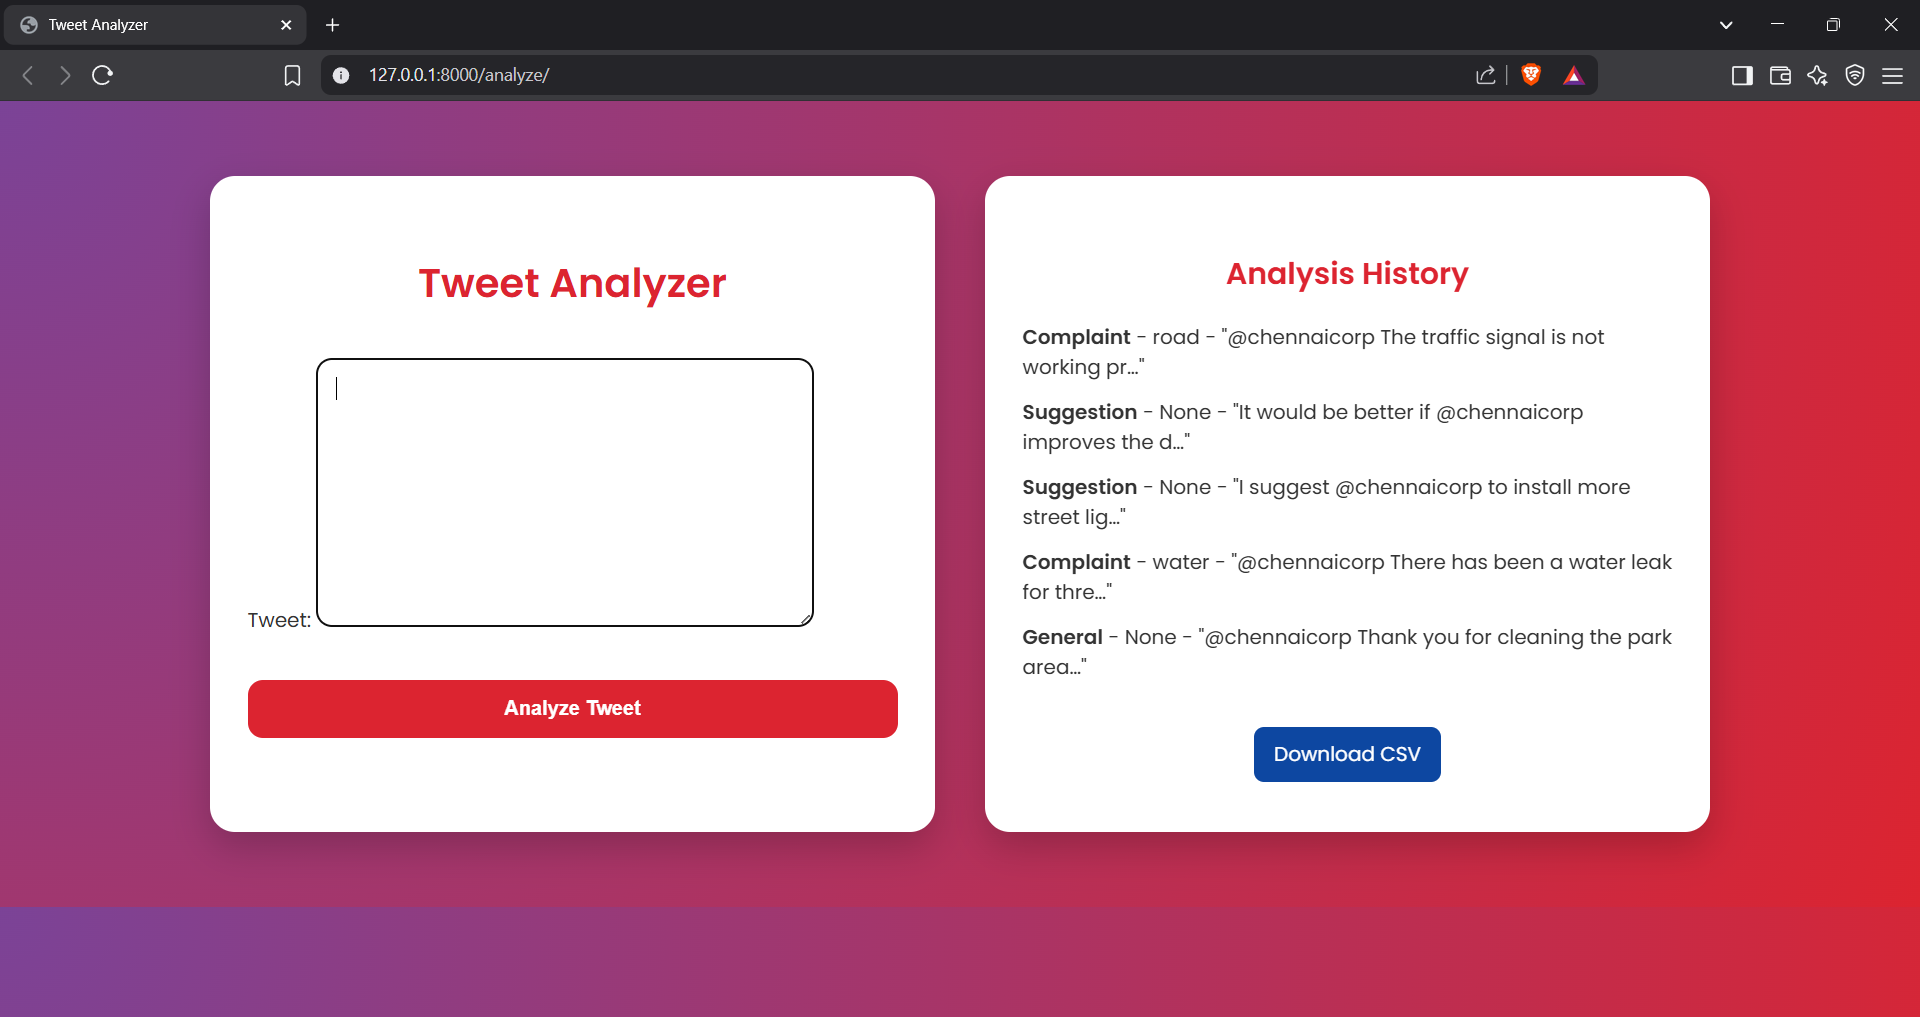 Tweet Analyzer
127.0.0.1:8000/analyze/
Tweet Analyzer
Tweet:
Analyze Tweet
Analysis History
Complaint - road - "@chennaicorp The traffic signal is not
working pr..."
Suggestion - None - "It would be better if @chennaicorp
improves the d..."
Suggestion - None - "I suggest @chennaicorp to install more
street lig..."
Complaint - water - "@chennaicorp There has been a water leak
for thre..."
General - None - "@chennaicorp Thank you for cleaning the park
area..."
Download CSV